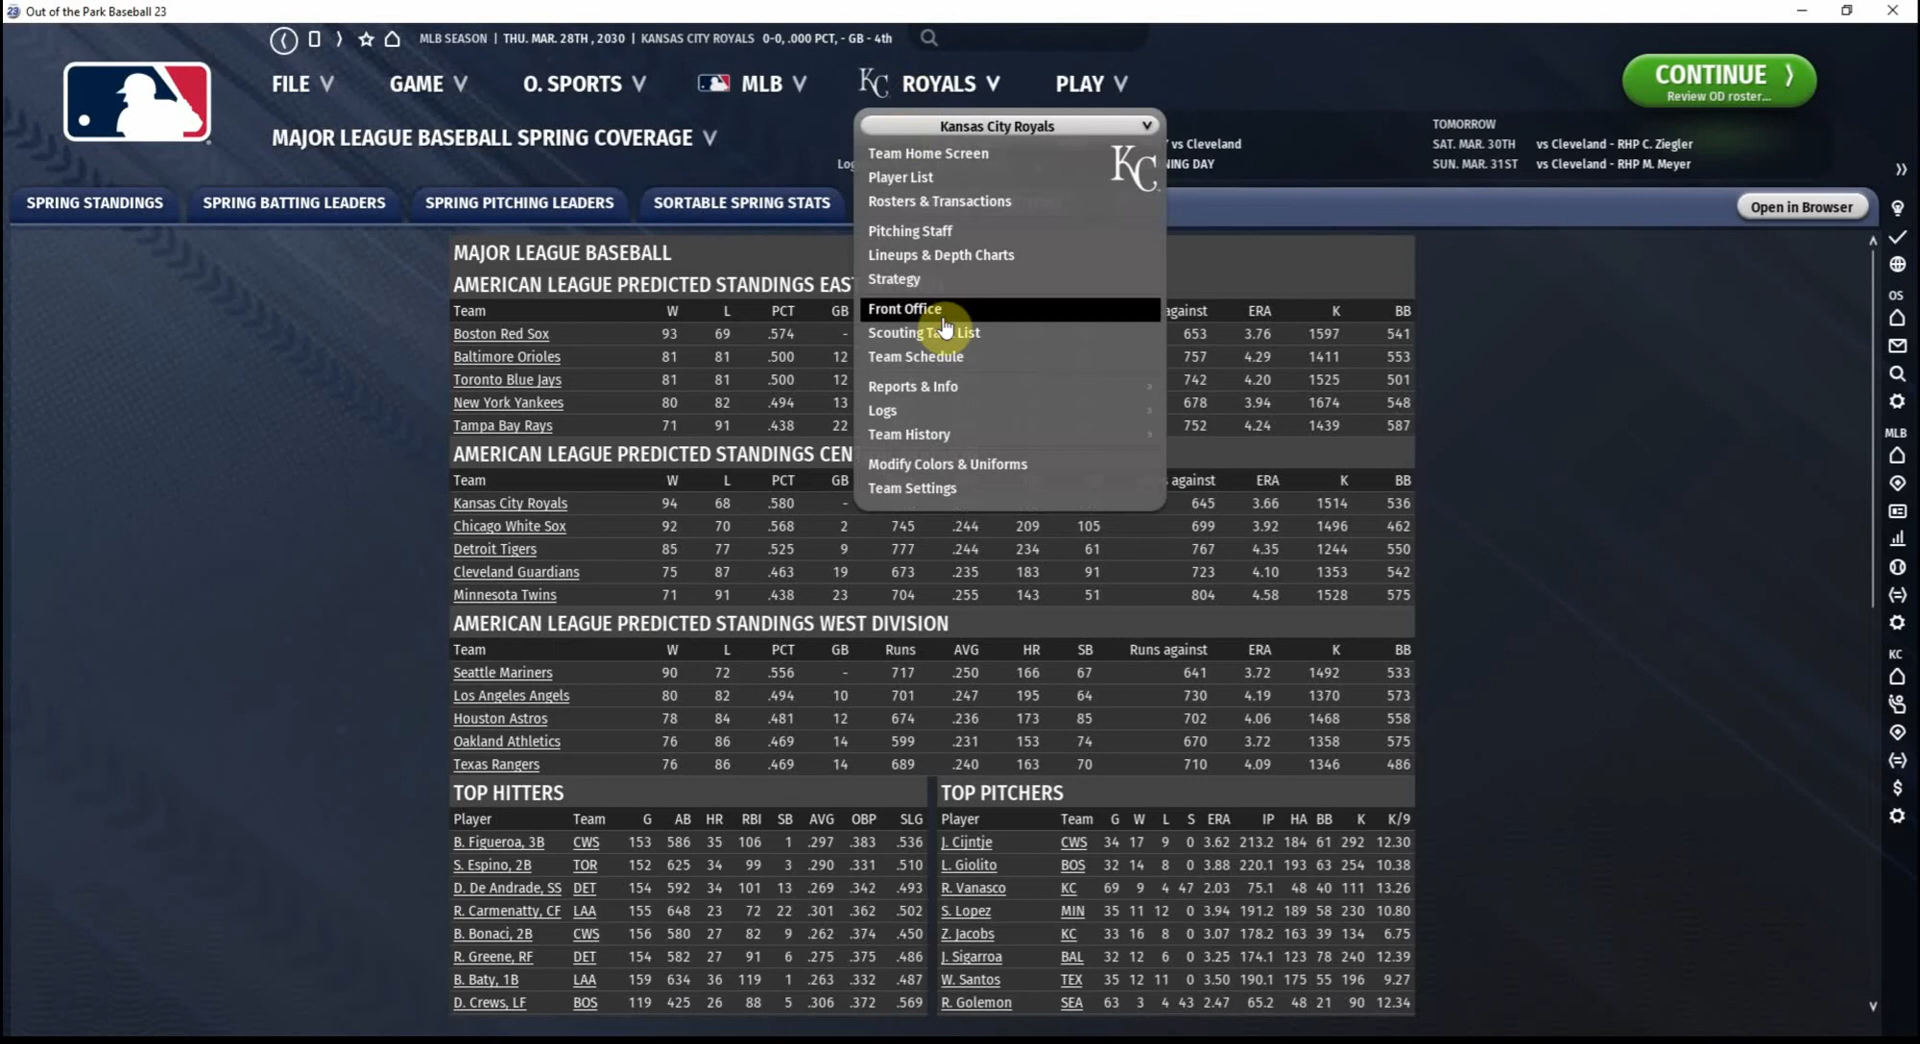 23 Out of the Park Baseball 23
MLB SEASON | THU. MAR. 28TH , 2030 | KANSAS CITY ROYALS 0-0, .000 PCT, - GB - 4th
FILE GAME O. SPORTS MLB KC ROYALS PLAY
CONTINUE
Review OD roster...
MAJOR LEAGUE BASEBALL SPRING COVERAGE
Kansas City Royals
Team Home Screen
Player List
Rosters & Transactions
Pitching Staff
Lineups & Depth Charts
Strategy
Front Office
Scouting List
Team Schedule
Reports & Info
Logs
Team History
Modify Colors & Uniforms
Team Settings
KC
vs Cleveland
NING DAY
TOMORROW
SAT. MAR. 30TH vs Cleveland - RHP C. Ziegler
SUN. MAR. 31ST vs Cleveland - RHP M. Meyer
Lo
SPRING STANDINGS SPRING BATTING LEADERS SPRING PITCHING LEADERS SORTABLE SPRING STATS
Open in Browser
MAJOR LEAGUE BASEBALL
AMERICAN LEAGUE PREDICTED STANDINGS EAS
Team W L PCT GB against ERA K BB
Boston Red Sox 93 69 .574 - 653 3.76 1597 541
Baltimore Orioles 81 81 .500 12 757 4.29 1411 553
Toronto Blue Jays 81 81 .500 12 742 4.20 1525 501
New York Yankees 80 82 .494 13 678 3.94 1674 548
Tampa Bay Rays 71 91 .438 22 752 4.24 1439 587
AMERICAN LEAGUE PREDICTED STANDINGS CEN
Team W L PCT GB against ERA K BB
Kansas City Royals 94 68 .580 - 645 3.66 1514 536
Chicago White Sox 92 70 .568 2 745 .244 209 105 699 3.92 1496 462
Detroit Tigers 85 77 .525 9 777 .244 234 61 767 4.35 1244 550
Cleveland Guardians 75 87 .463 19 673 .235 183 91 723 4.10 1353 542
Minnesota Twins 71 91 .438 23 704 .255 143 51 804 4.58 1528 575
AMERICAN LEAGUE PREDICTED STANDINGS WEST DIVISION
Team W L PCT GB Runs AVG HR SB Runs against ERA K BB
Seattle Mariners 90 72 .556 - 717 .250 166 67 641 3.72 1492 533
Los Angeles Angels 80 82 .494 10 701 .247 195 64 730 4.19 1370 573
Houston Astros 78 84 .481 12 674 .236 173 85 702 4.06 1468 558
Oakland Athletics 76 86 .469 14 599 .231 153 74 670 3.72 1358 575
Texas Rangers 76 86 .469 14 689 .240 163 70 710 4.09 1346 486
TOP HITTERS
Player Team G AB HR RBI SB AVG OBP SLG
B. Figueroa, 3B CWS 153 586 35 106 1 .297 .383 .536
S. Espino, 2B TOR 152 625 34 99 3 .290 .331 .510
D. De Andrade, SS DET 154 592 34 101 13 .269 .342 .493
R. Carmenatty, CF LAA 155 648 23 72 22 .301 .362 .502
B. Bonaci, 2B CWS 156 580 27 82 9 .262 .374 .450
R. Greene, RF DET 154 582 27 91 6 .275 .375 .486
B. Baty, 1B LAA 159 634 36 119 1 .263 .332 .487
D. Crews, LF BOS 119 425 26 88 5 .306 .372 .569
TOP PITCHERS
Player Team G W L S ERA IP HA BB K K/9
J. Cijntje CWS 34 17 9 0 3.62 213.2 184 61 292 12.30
L. Giolito BOS 32 14 8 0 3.88 220.1 193 63 254 10.38
R. Vanasco KC 69 9 4 47 2.03 75.1 48 40 111 13.26
S. Lopez MIN 35 11 12 0 3.94 191.2 189 58 230 10.80
Z. Jacobs KC 33 16 8 0 3.07 178.2 163 39 134 6.75
J. Sigarroa BAL 32 12 6 0 3.25 174.1 123 78 240 12.39
W. Santos TEX 35 12 11 0 3.50 190.1 175 55 196 9.27
R. Golemon SEA 63 3 4 43 2.47 65.2 48 21 90 12.34
OS
MLB
KC
$